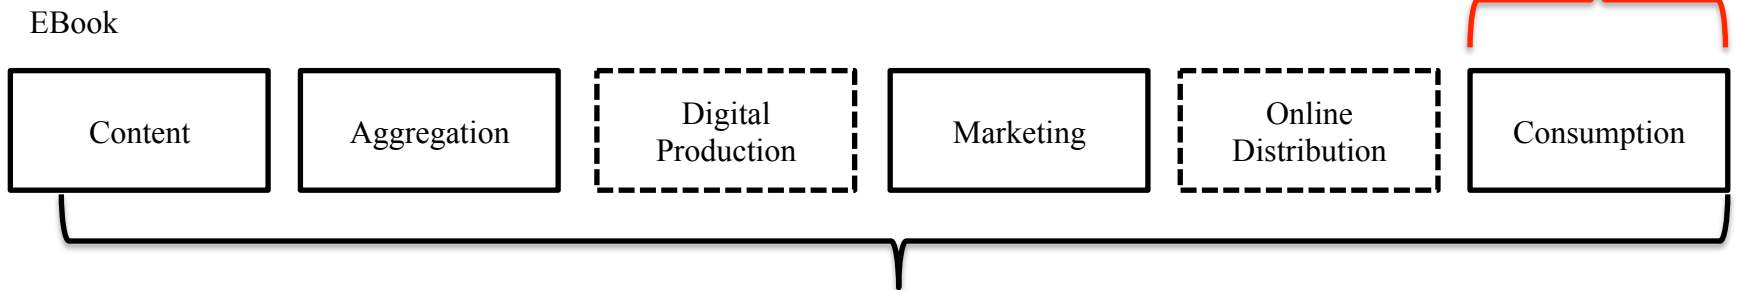 EBook
Content
Aggregation
Digital
Production
Marketing
Online
Distribution
Consumption